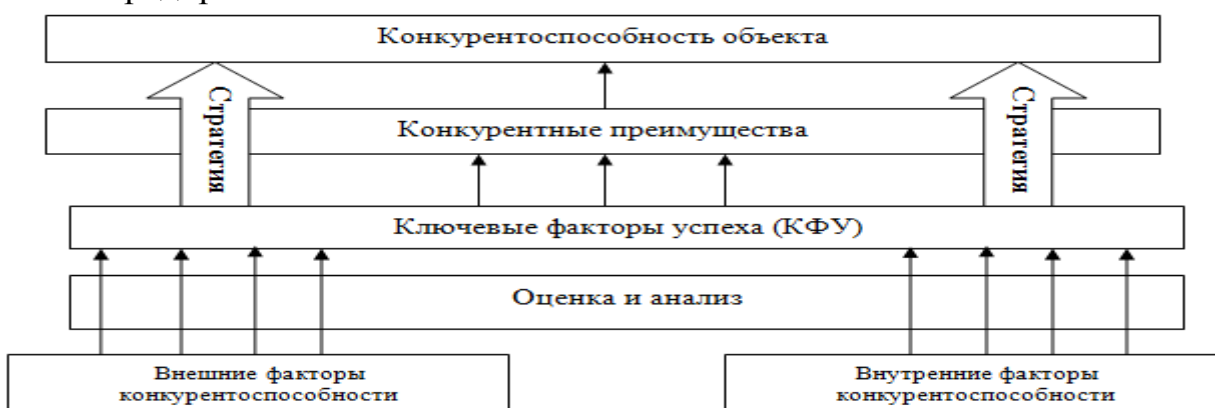 Конкурентоспособность объекта
Стратегия
Стратегия
Конкурентные преимущества
Ключевые факторы успеха (КФУ)
Оценка и анализ
Внешние факторы
конкурентоспособности
Внутренние факторы
конкурентоспособности